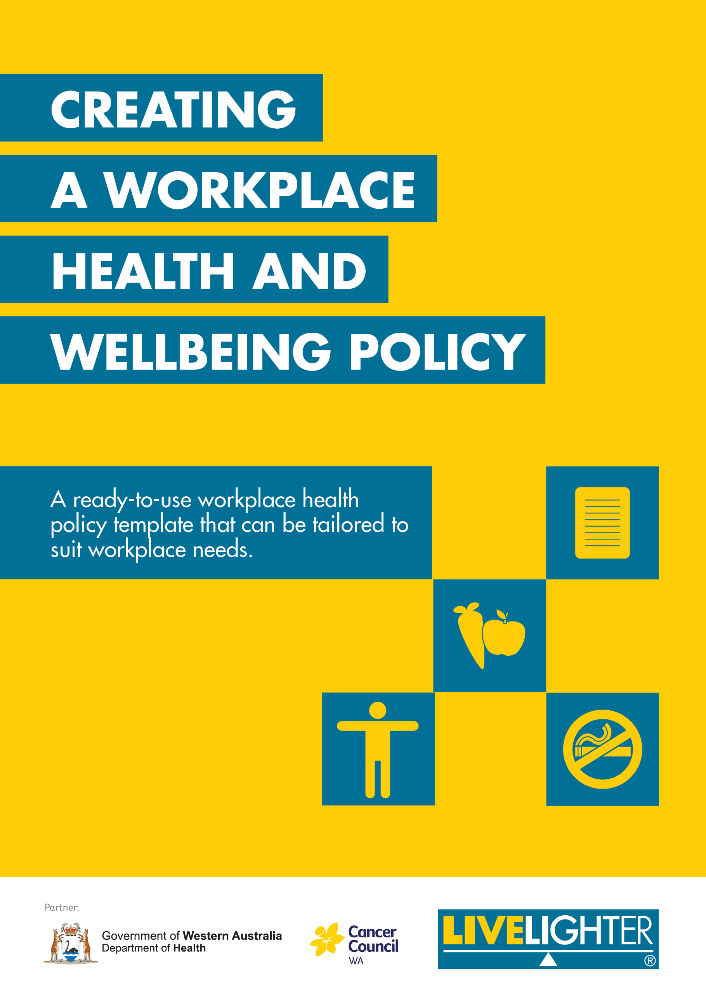 CREATING
A WORKPLACE
HEALTH AND
WELLBEING POLICY
A ready-to-use workplace health
policy template that can be tailored to
suit workplace needs.
Partner:
Government of Western Australia
Department of Health
Cancer
Council
WA
LIVELIGHTER
®